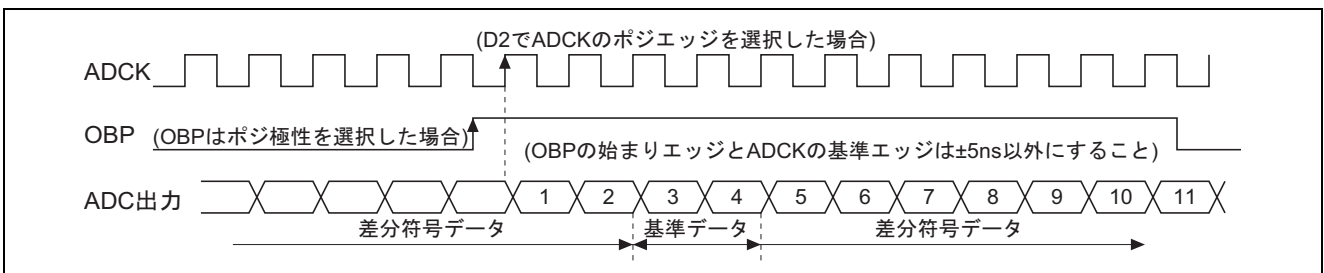 (D2でADCKのポジエッジを選択した場合)
ADCK
OBP (OBPはポジ極性を選択した場合)
(OBPの始まりエッジとADCKの基準エッジは±5ns以外にすること)
ADC出力 1 2 3 4 5 6 7 8 9 10 11
差分符号データ 基準データ 差分符号データ